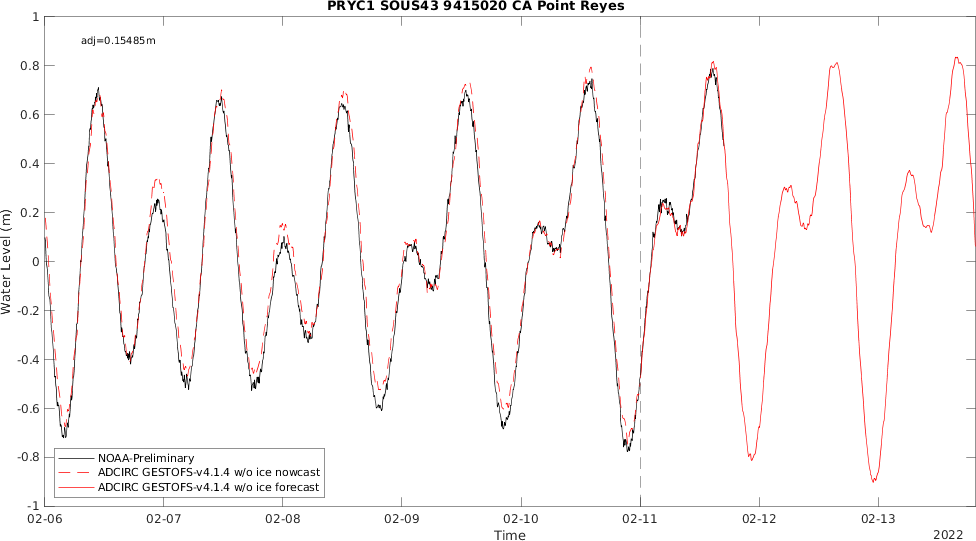 PRYC1 SOUS43 9415020 CA Point Reyes
adj=0.15485m
1
0.8
0.6
0.4
0.2
0
-0.2
-0.4
-0.6
-0.8
-1
Water Level (m)
NOAA-Preliminary
ADCIRC GESTOFS-v4.1.4 w/o ice nowcast
ADCIRC GESTOFS-v4.1.4 w/o ice forecast
02-06 02-07 02-08 02-09 02-10 02-11 02-12 02-13
Time
2022